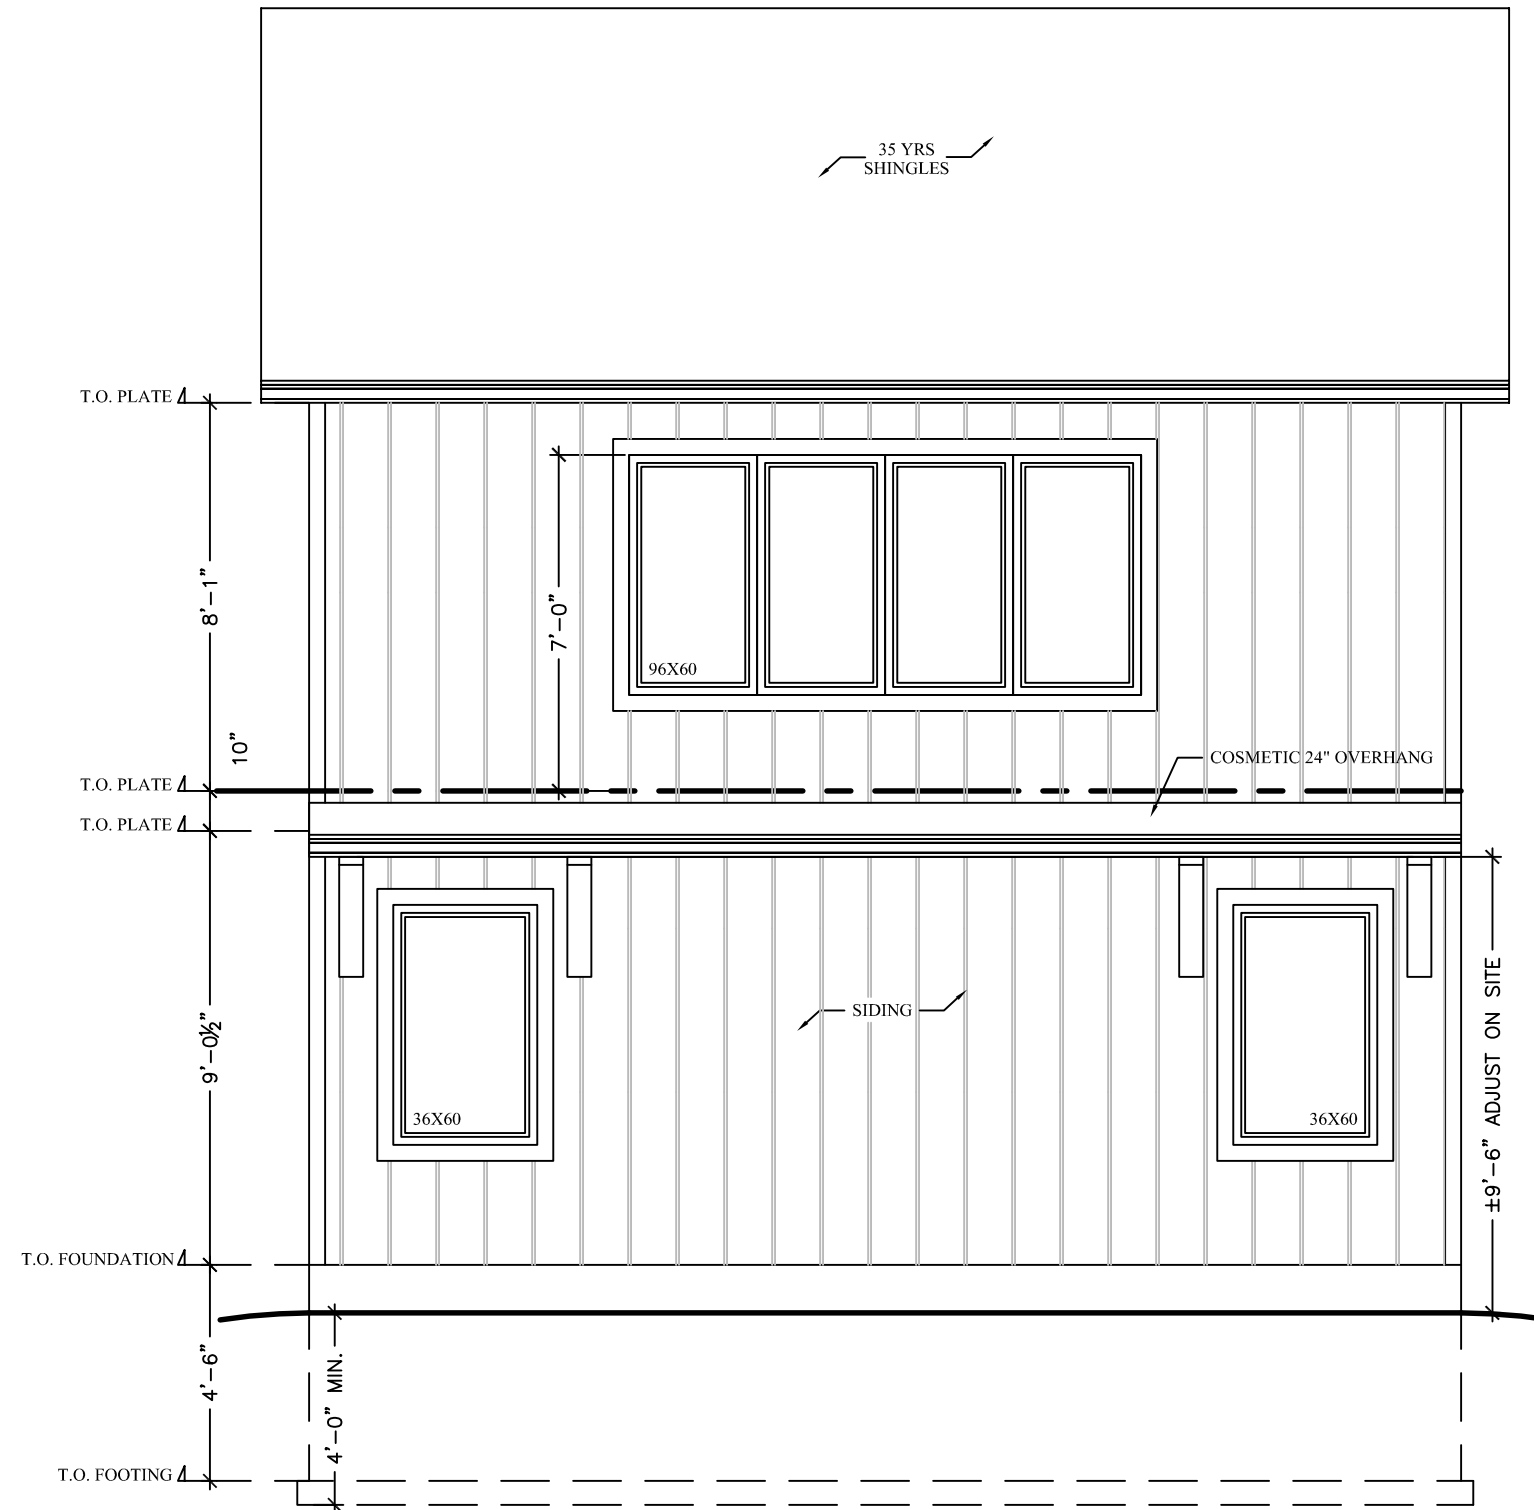 35 YRS
SHINGLES
T.O. PLATE
8'-1"
7'-0"
96X60
10"
COSMETIC 24" OVERHANG
T.O. PLATE
T.O. PLATE
9'-0½"
SIDING
±9'-6" ADJUST ON SITE
36X60
36X60
T.O. FOUNDATION
4'-6"
4'-0" MIN.
T.O. FOOTING